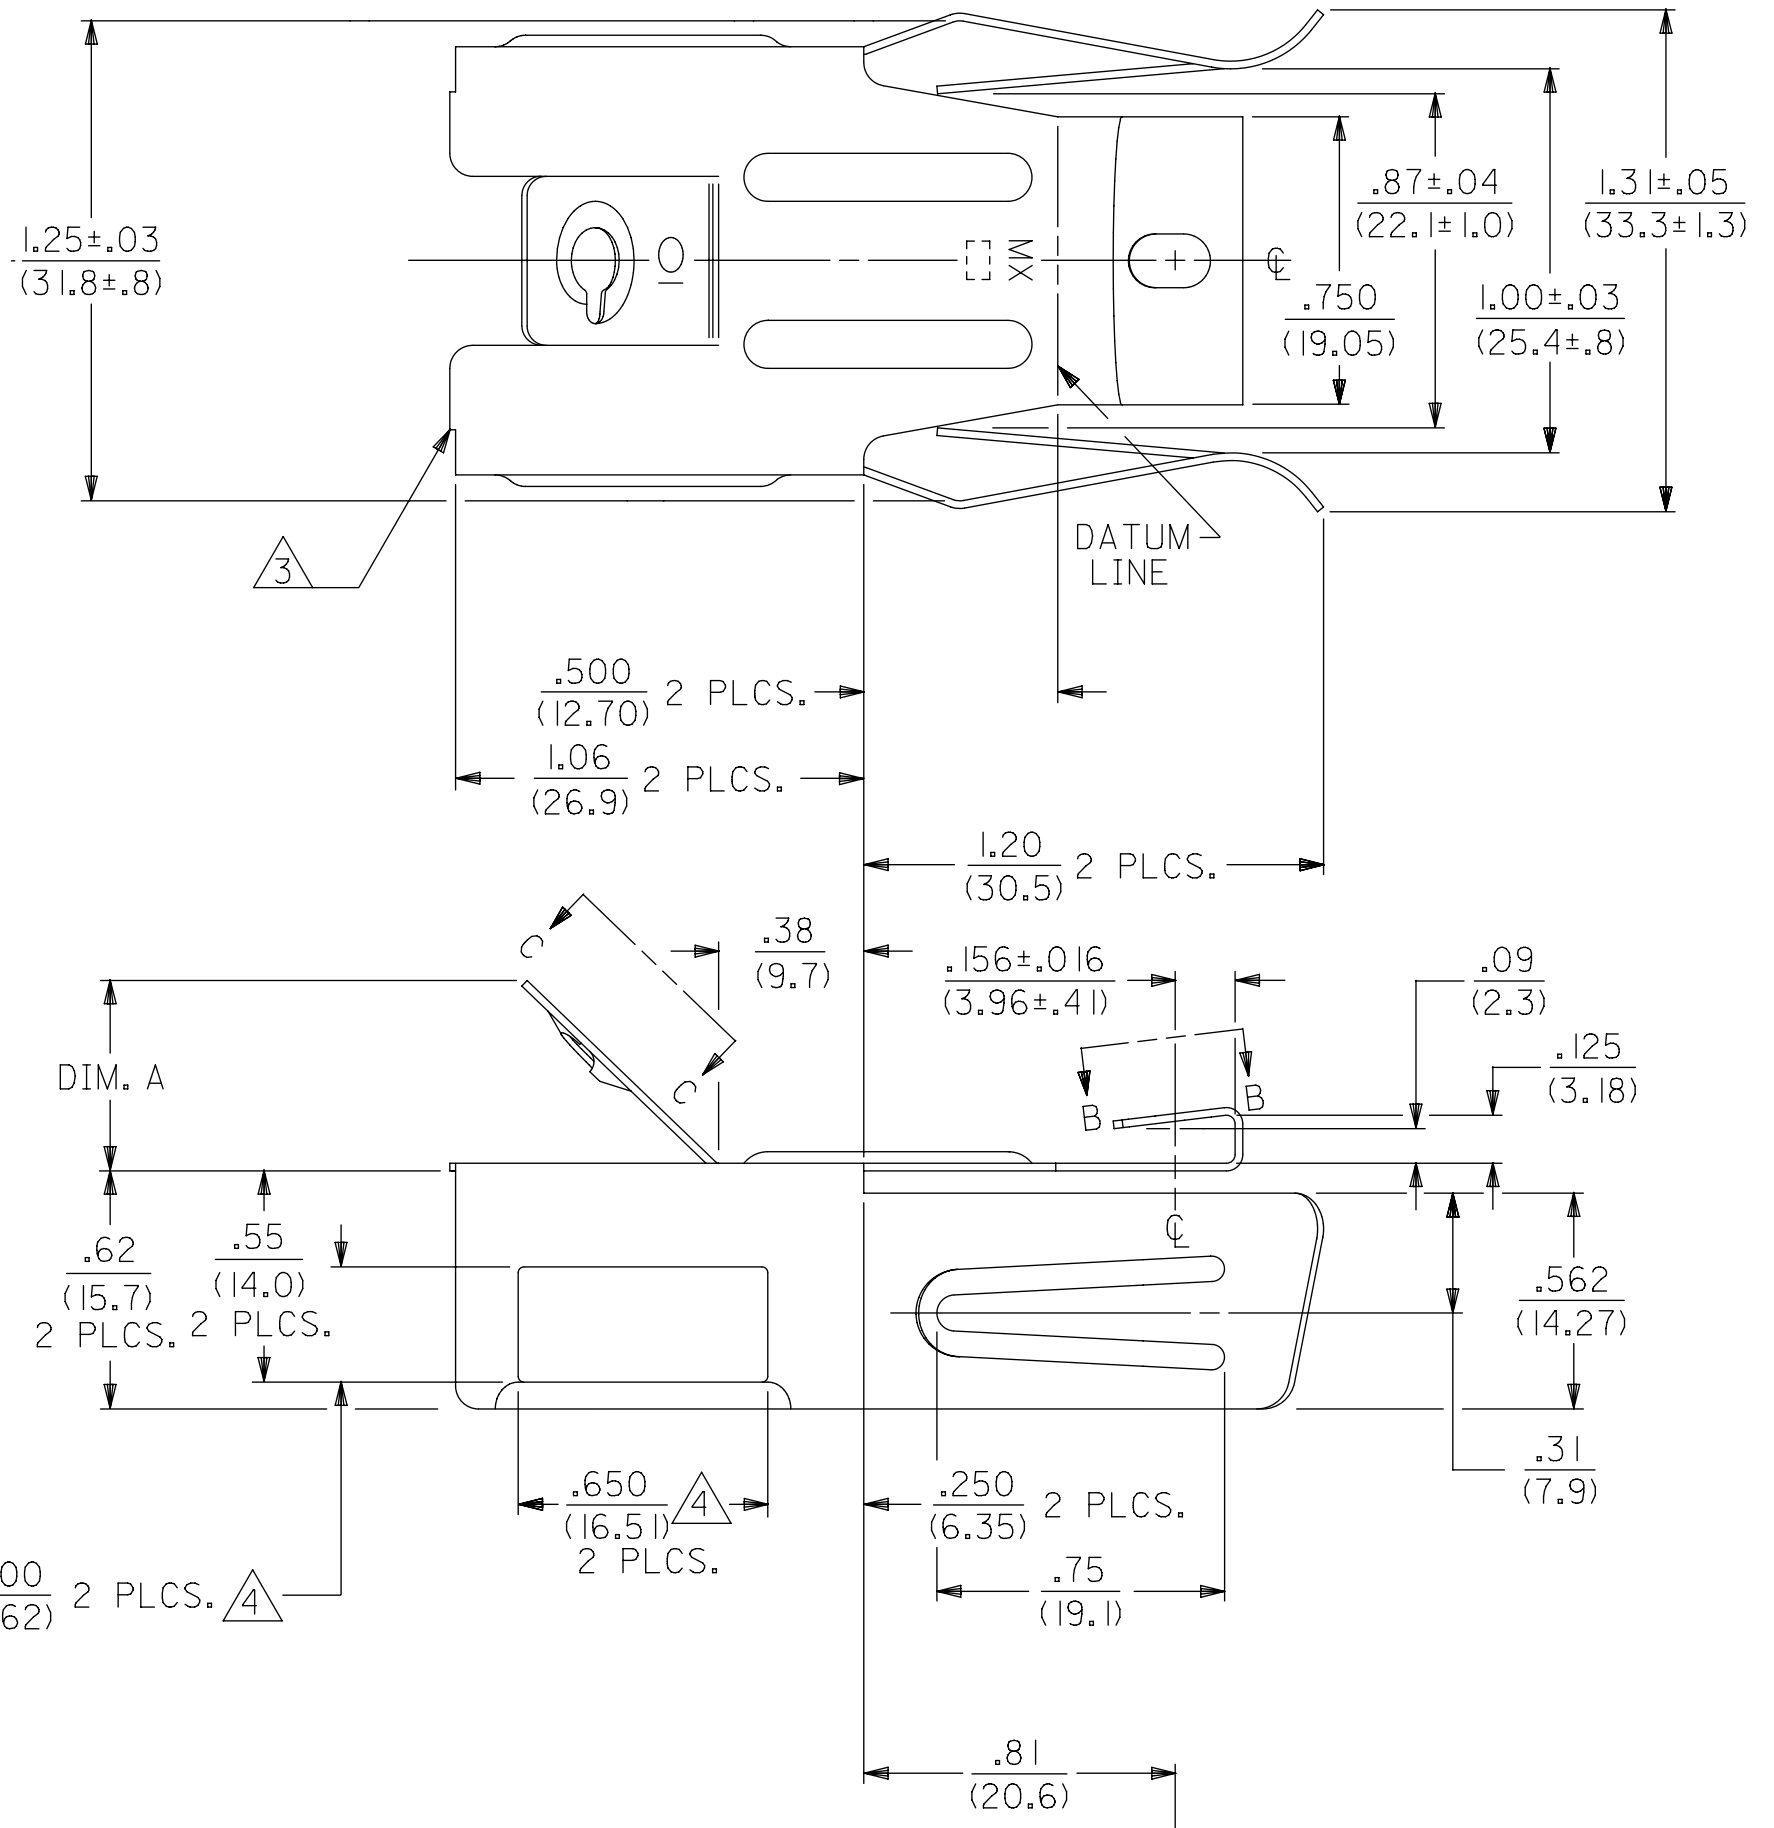 1.25±.03
(31.8±.8)
.87±.04
(22.1±1.0)
1.31±.05
(33.3±1.3)
.750
(19.05)
1.00±.03
(25.4±.8)
MX
0
3
DATUM
LINE
.500
(12.70)
2 PLCS.
1.06
(26.9)
2 PLCS.
1.20
(30.5)
2 PLCS.
.38
(9.7)
.156±.016
(3.96±.41)
.09
(2.3)
.125
(3.18)
C
C
B
B
DIM. A
.62
(15.7)
2 PLCS.
.55
(14.0)
2 PLCS.
.562
(14.27)
.31
(7.9)
.650
(16.51)
4
2 PLCS.
.250
(6.35)
2 PLCS.
00
62)
2 PLCS.
4
.75
(19.1)
.81
(20.6)